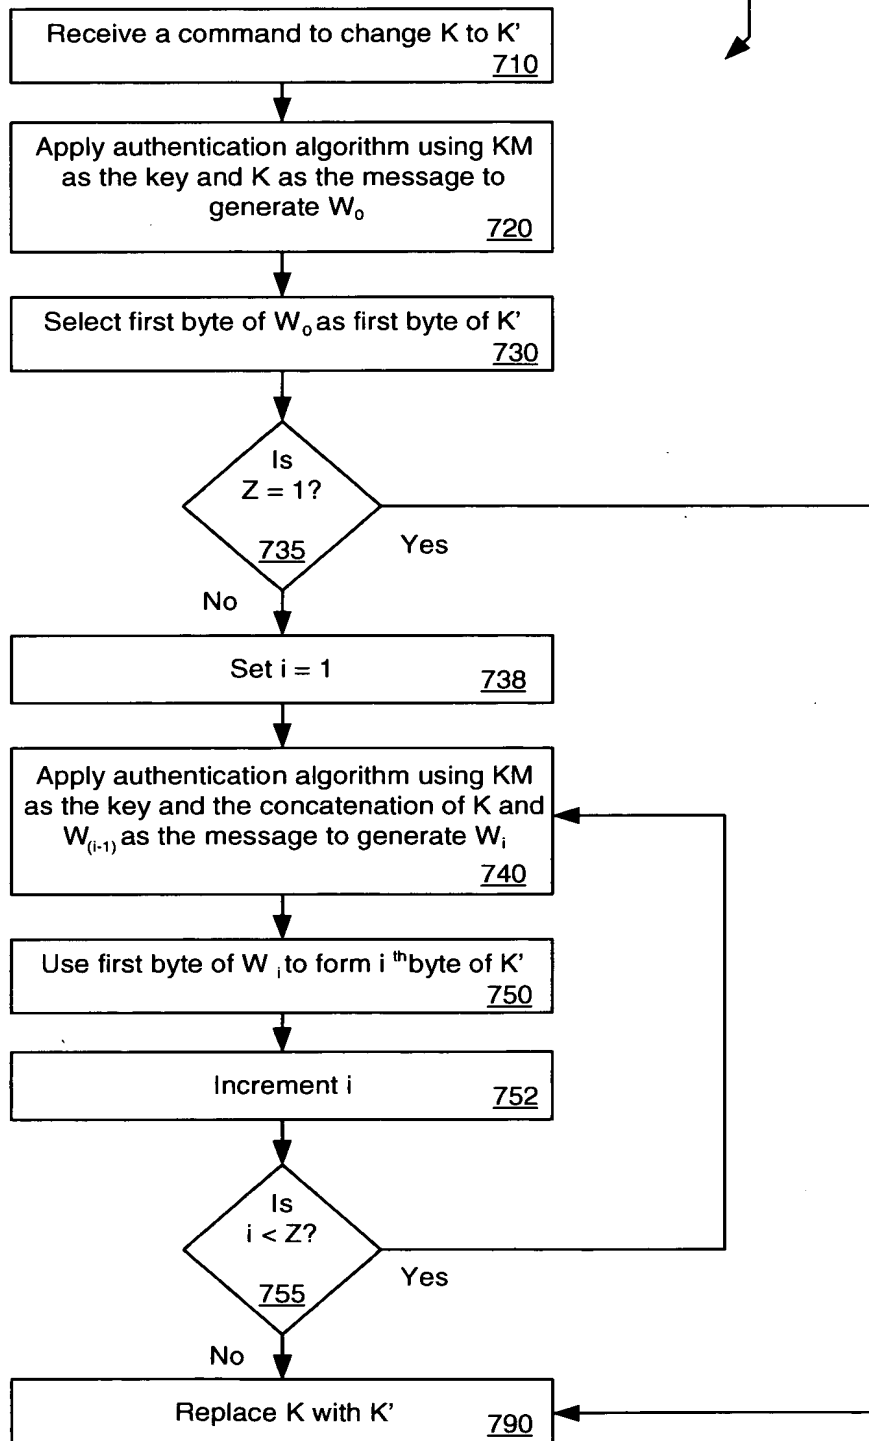 Receive a command to change K to K'
710
Apply authentication algorithm using KM
as the key and K as the message to
generate W₀
720
Select first byte of W₀ as first byte of K'
730
Is
Z = 1?
735
Yes
No
Set i = 1
738
Apply authentication algorithm using KM
as the key and the concatenation of K and
W(i-1) as the message to generate Wi
740
Use first byte of W i to form i th byte of K'
750
Increment i
752
Is
i < Z?
755
Yes
No
Replace K with K'
790